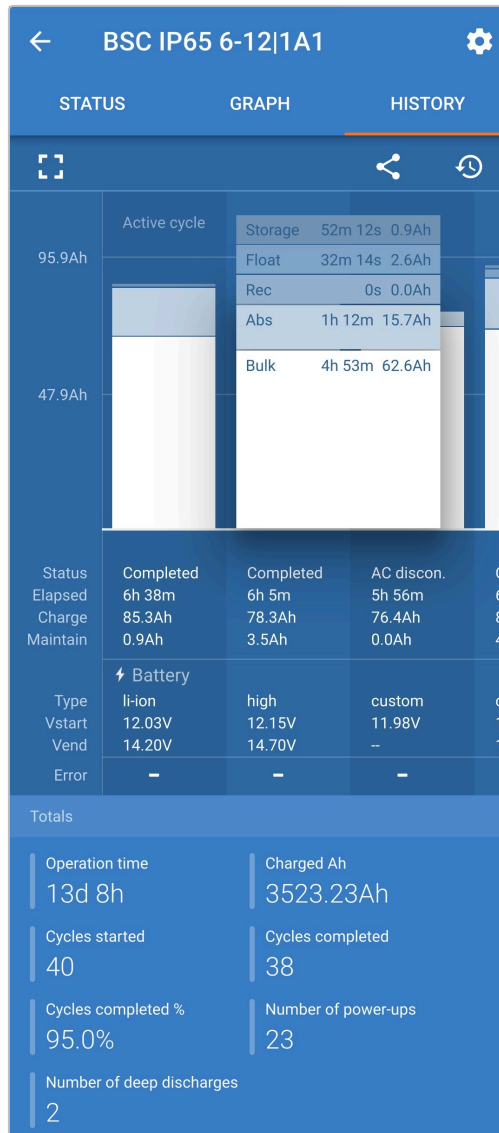 BSC IP65 6-12|1A1
STATUS GRAPH HISTORY
Active cycle
95.9Ah
47.9Ah
Storage 52m 12s 0.9Ah
Float 32m 14s 2.6Ah
Rec 0s 0.0Ah
Abs 1h 12m 15.7Ah
Bulk 4h 53m 62.6Ah
Status Completed Completed AC discon.
Elapsed 6h 38m 6h 5m 5h 56m
Charge 85.3Ah 78.3Ah 76.4Ah
Maintain 0.9Ah 3.5Ah 0.0Ah
Battery
Type li-ion high custom
Vstart 12.03V 12.15V 11.98V
Vend 14.20V 14.70V --
Error - - -
Totals
Operation time Charged Ah
13d 8h 3523.23Ah
Cycles started Cycles completed
40 38
Cycles completed % Number of power-ups
95.0% 23
Number of deep discharges
2